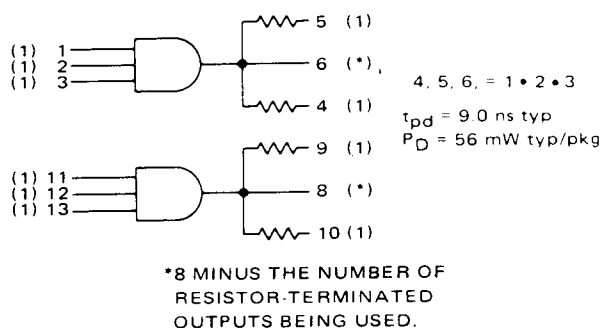 5 (1)
(1) 1
(1) 2
(1) 3
6 (*),
4 (1)
4, 5, 6, = 1 • 2 • 3
tpd = 9.0 ns typ
PD = 56 mW typ/pkg
9 (1)
(1) 11
(1) 12
(1) 13
8 (*)
10 (1)
*8 MINUS THE NUMBER OF
RESISTOR-TERMINATED
OUTPUTS BEING USED.